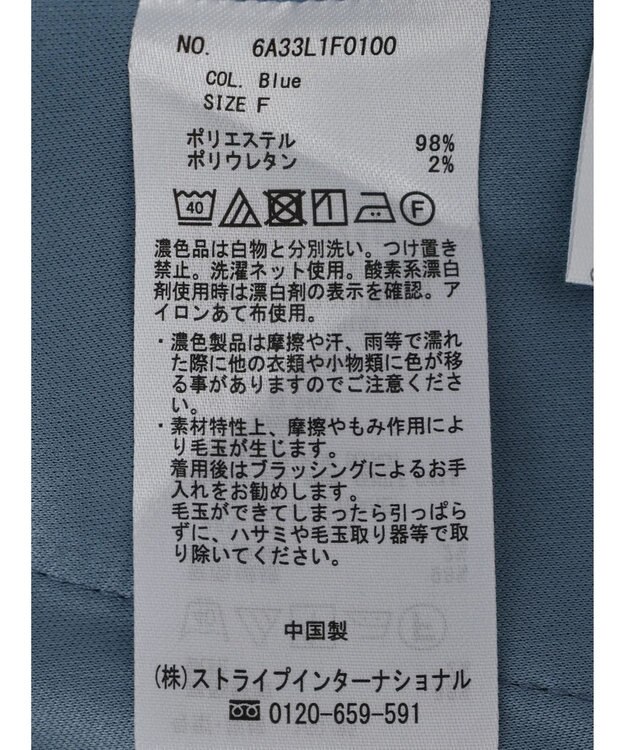 NO. 6A33L1F0100
COL. Blue
SIZE F
ポリエステル 98%
ポリウレタン 2%
40 F
濃色品は白物と分別洗い。つけ置き
禁止。洗濯ネット使用。酸素系漂白
剤使用時は漂白剤の表示を確認。ア
イロンあて布使用。
・濃色製品は摩擦や汗、雨等で濡れ
た際に他の衣類や小物類に色が移
る事がありますのでご注意くださ
い。
・素材特性上、摩擦やもみ作用によ
り毛玉が生じます。
着用後はブラッシングによるお手
入れをお勧めします。
毛玉ができてしまったら引っぱら
ずに、ハサミや毛玉取り器等で取
り除いてください。
中国製
(株)ストライプインターナショナル
0120-659-591